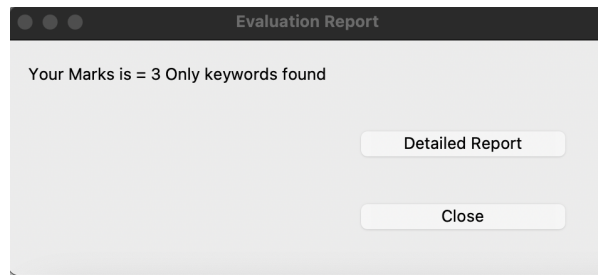 Evaluation Report
Your Marks is = 3 Only keywords found
Detailed Report
Close